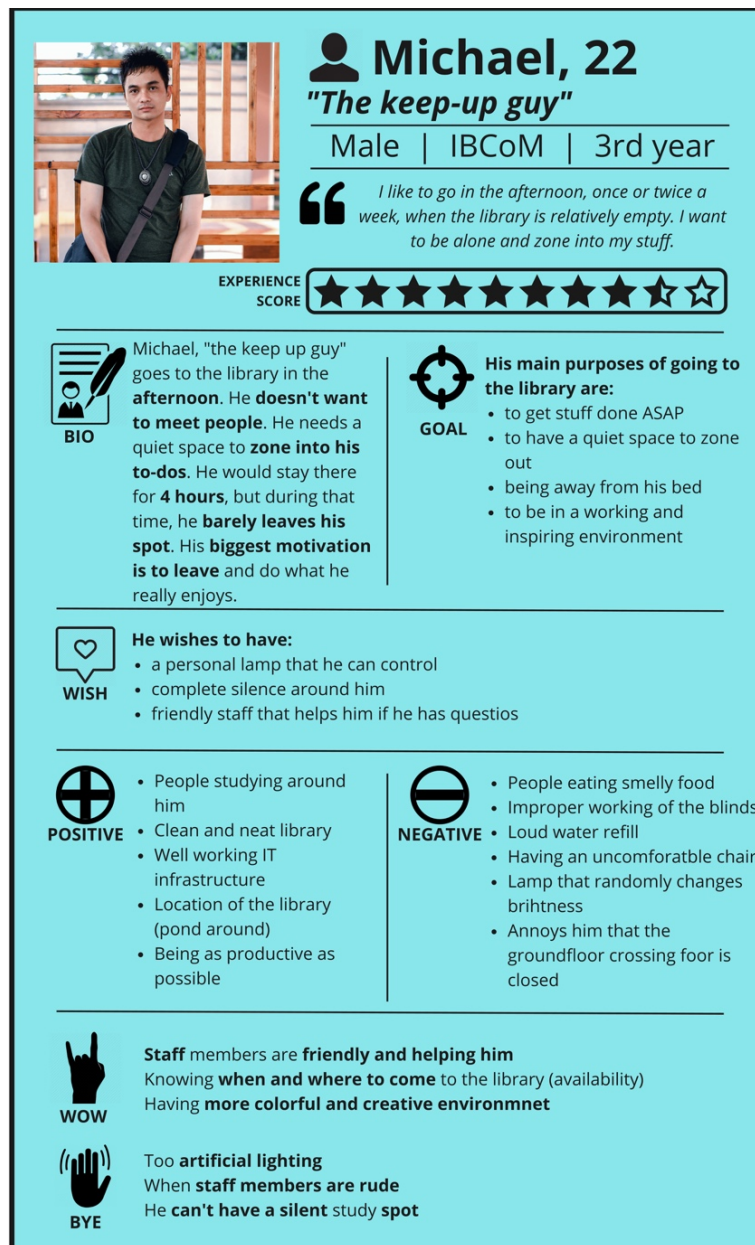 Michael, 22
"The keep-up guy"
Male | IBCoM | 3rd year
I like to go in the afternoon, once or twice a
week, when the library is relatively empty. I want
to be alone and zone into my stuff.
EXPERIENCE
SCORE
BIO
Michael, "the keep up guy"
goes to the library in the
afternoon. He doesn't want
to meet people. He needs a
quiet space to zone into his
to-dos. He would stay there
for 4 hours, but during that
time, he barely leaves his
spot. His biggest motivation
is to leave and do what he
really enjoys.
GOAL
His main purposes of going to
the library are:
• to get stuff done ASAP
• to have a quiet space to zone
out
• being away from his bed
• to be in a working and
inspiring environment
WISH
He wishes to have:
• a personal lamp that he can control
• complete silence around him
• friendly staff that helps him if he has questios
POSITIVE
• People studying around
him
• Clean and neat library
• Well working IT
infrastructure
• Location of the library
(pond around)
• Being as productive as
possible
NEGATIVE
• People eating smelly food
• Improper working of the blinds
• Loud water refill
• Having an uncomforatble chair
• Lamp that randomly changes
brihtness
• Annoys him that the
groundfloor crossing foor is
closed
WOW
Staff members are friendly and helping him
Knowing when and where to come to the library (availability)
Having more colorful and creative environmnet
BYE
Too artificial lighting
When staff members are rude
He can't have a silent study spot